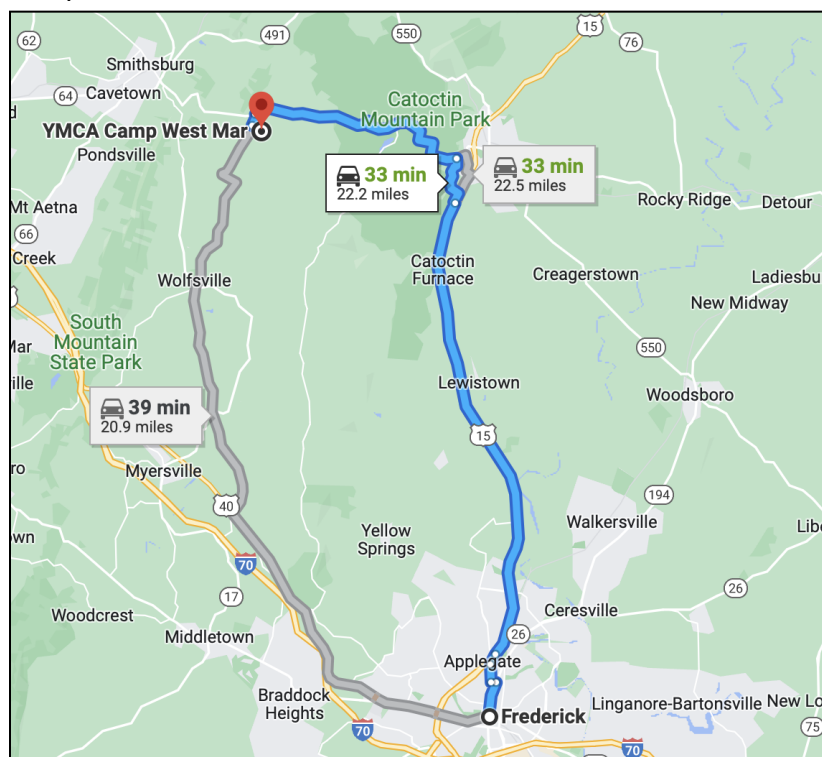 15
62
491
550
76
Smithsburg
64
Cavetown
Catoctin
Mountain Park
YMCA Camp West Mar
Pondsville
33 min
22.2 miles
33 min
22.5 miles
Mt Aetna
Rocky Ridge
Detour
66
Creek
Catoctin
Furnace
Creagerstown
Ladiesbu
Wolfsville
New Midway
South
Mountain
State Park
Mar
ville
550
Lewistown
Woodsboro
39 min
20.9 miles
15
ro
Myersville
194
40
Walkersville
own
Yellow
Springs
Libe
70
17
26
Woodcrest
Ceresville
26
Middletown
Applegate
Braddock
Heights
Linganore-Bartonsville
New Lo
Frederick
70
75
70